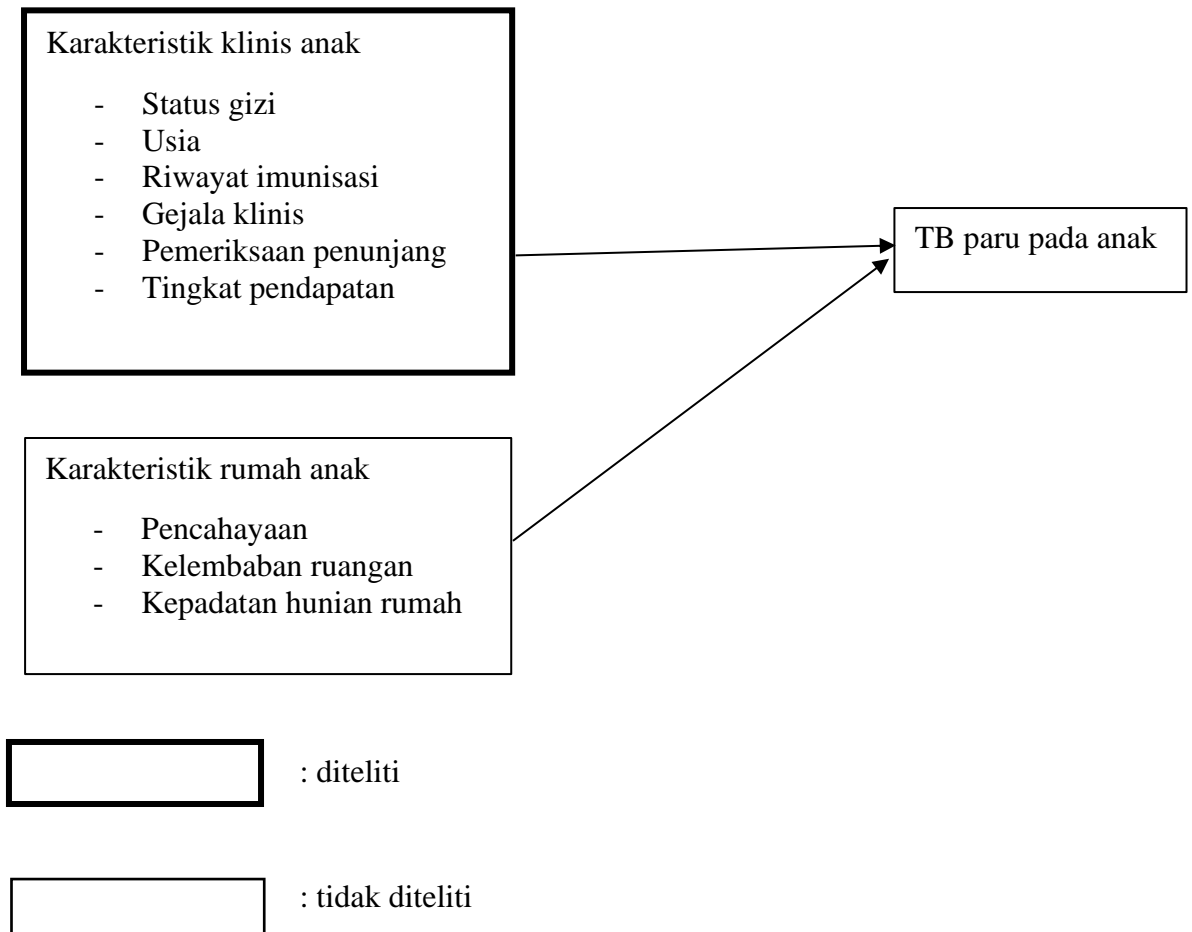 Karakteristik klinis anak
- Status gizi
- Usia
- Riwayat imunisasi
- Gejala klinis
- Pemeriksaan penunjang
- Tingkat pendapatan
TB paru pada anak
Karakteristik rumah anak
- Pencahayaan
- Kelembaban ruangan
- Kepadatan hunian rumah
: diteliti
: tidak diteliti